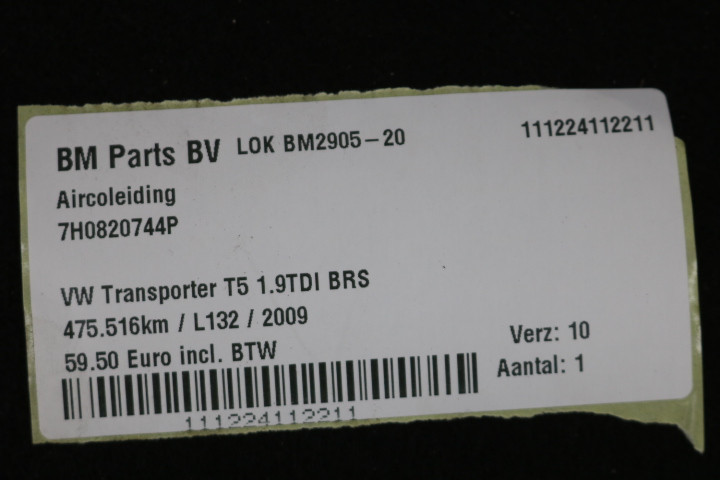 BM Parts BV LOK BM2905-20 111224112211
Aircoleiding
7H0820744P
VW Transporter T5 1.9TDI BRS
475.516km / L132 / 2009
59.50 Euro incl. BTW
Verz: 10
Aantal: 1
111224112211